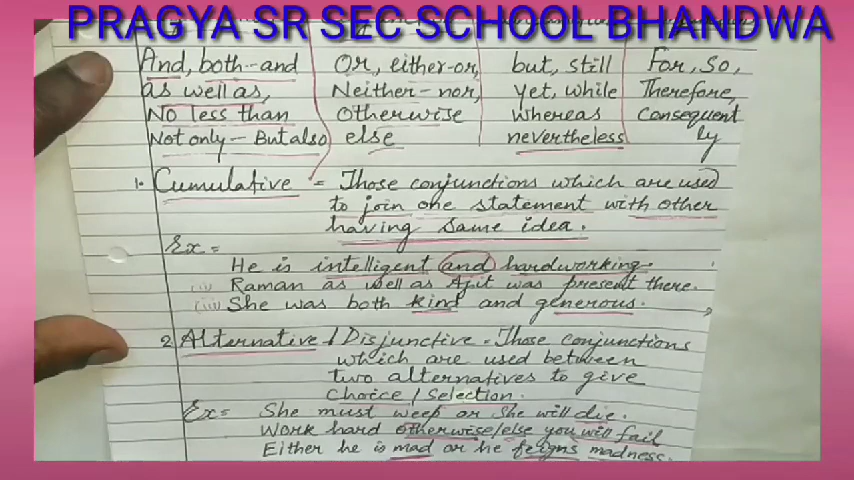 PRAGYA SR SEC SCHOOL BHANDWA
And, both--and Or, either-or, but, still For, So,
as well as, Neither-nor, yet, while Therefore,
No less than Otherwise whereas consequent
Not only - But also else nevertheless ly
1. Cumulative = Those conjunctions which are used
to join one statement with other
having same idea.
Ex=
He is intelligent and hardworking.
(ii) Raman as well as Ajit was present there.
(iii) She was both kind and generous.
2. Alternative / Disjunctive = Those conjunctions
which are used between
two alternatives to give
choice / selection.
Ex= She must weep or she will die.
Work hard otherwise/else you will fail
Either he is mad or he feigns madness.